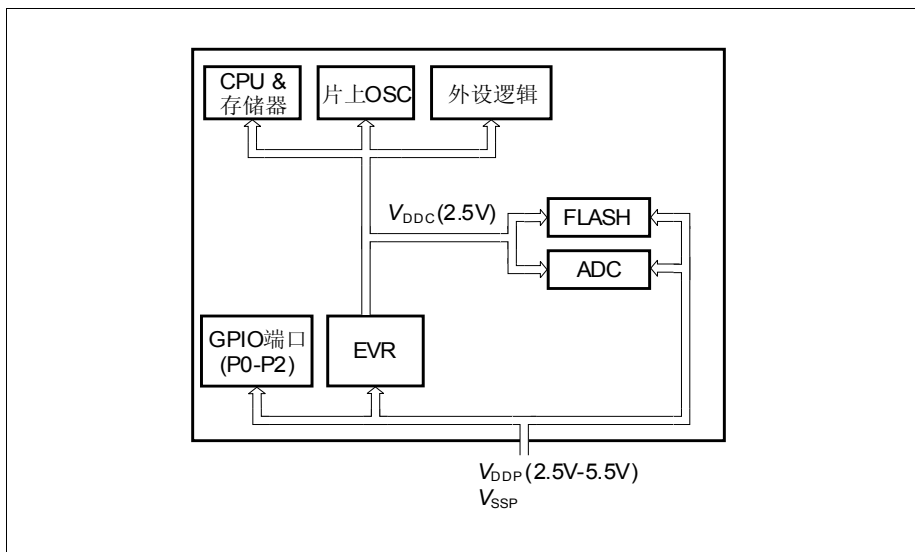 CPU &
存储器
片上OSC
外设逻辑
VDDC(2.5V)
FLASH
ADC
GPIO端口
(P0-P2)
EVR
VDDP(2.5V-5.5V)
VSSP